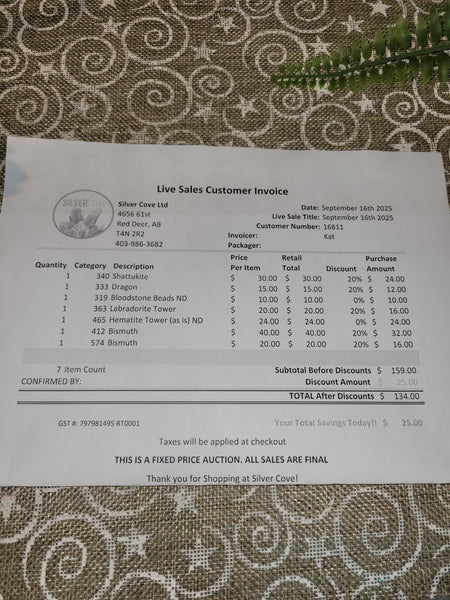 Live Sales Customer Invoice
SILVER COVE
Silver Cove Ltd
4656 61st
Red Deer, AB
T4N 2R2
403-986-3682
Date: September 16th 2025
Live Sale Title: September 16th 2025
Customer Number: 16811
Invoicer: Kat
Packager:
Quantity Category Description Price Per Item Retail Total Discount Purchase Amount
1 340 Shattukite $ 30.00 $ 30.00 20% $ 24.00
1 333 Dragon $ 15.00 $ 15.00 20% $ 12.00
1 319 Bloodstone Beads ND $ 10.00 $ 10.00 0% $ 10.00
1 363 Labradorite Tower $ 20.00 $ 20.00 20% $ 16.00
1 465 Hematite Tower (as is) ND $ 24.00 $ 24.00 0% $ 24.00
1 412 Bismuth $ 40.00 $ 40.00 20% $ 32.00
1 574 Bismuth $ 20.00 $ 20.00 20% $ 16.00
7 Item Count Subtotal Before Discounts $ 159.00
CONFIRMED BY: Discount Amount $ 25.00
TOTAL After Discounts $ 134.00
GST #: 797981495 RT0001 Your Total Savings Today!! $ 25.00
Taxes will be applied at checkout
THIS IS A FIXED PRICE AUCTION. ALL SALES ARE FINAL
Thank you for Shopping at Silver Cove!